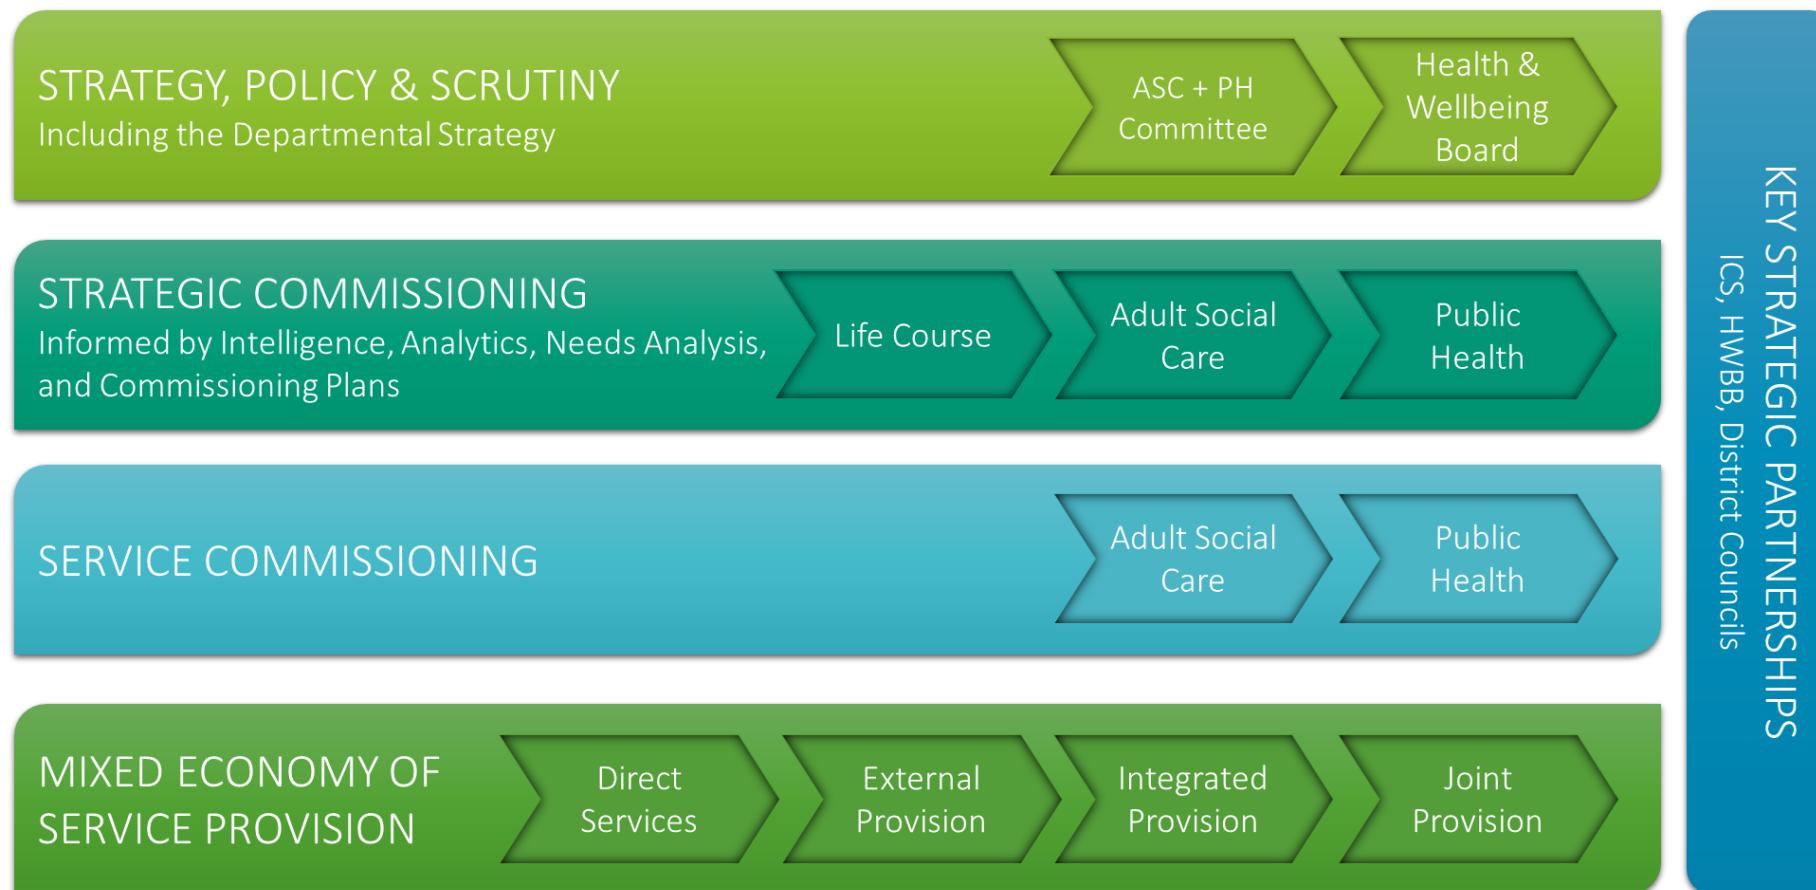 STRATEGY, POLICY & SCRUTINY
Including the Departmental Strategy
ASC + PH
Committee
Health &
Wellbeing
Board
STRATEGIC COMMISSIONING
Informed by Intelligence, Analytics, Needs Analysis,
and Commissioning Plans
Life Course
Adult Social
Care
Public
Health
SERVICE COMMISSIONING
Adult Social
Care
Public
Health
MIXED ECONOMY OF
SERVICE PROVISION
Direct
Services
External
Provision
Integrated
Provision
Joint
Provision
KEY STRATEGIC PARTNERSHIPS
ICS, HWBB, District Councils